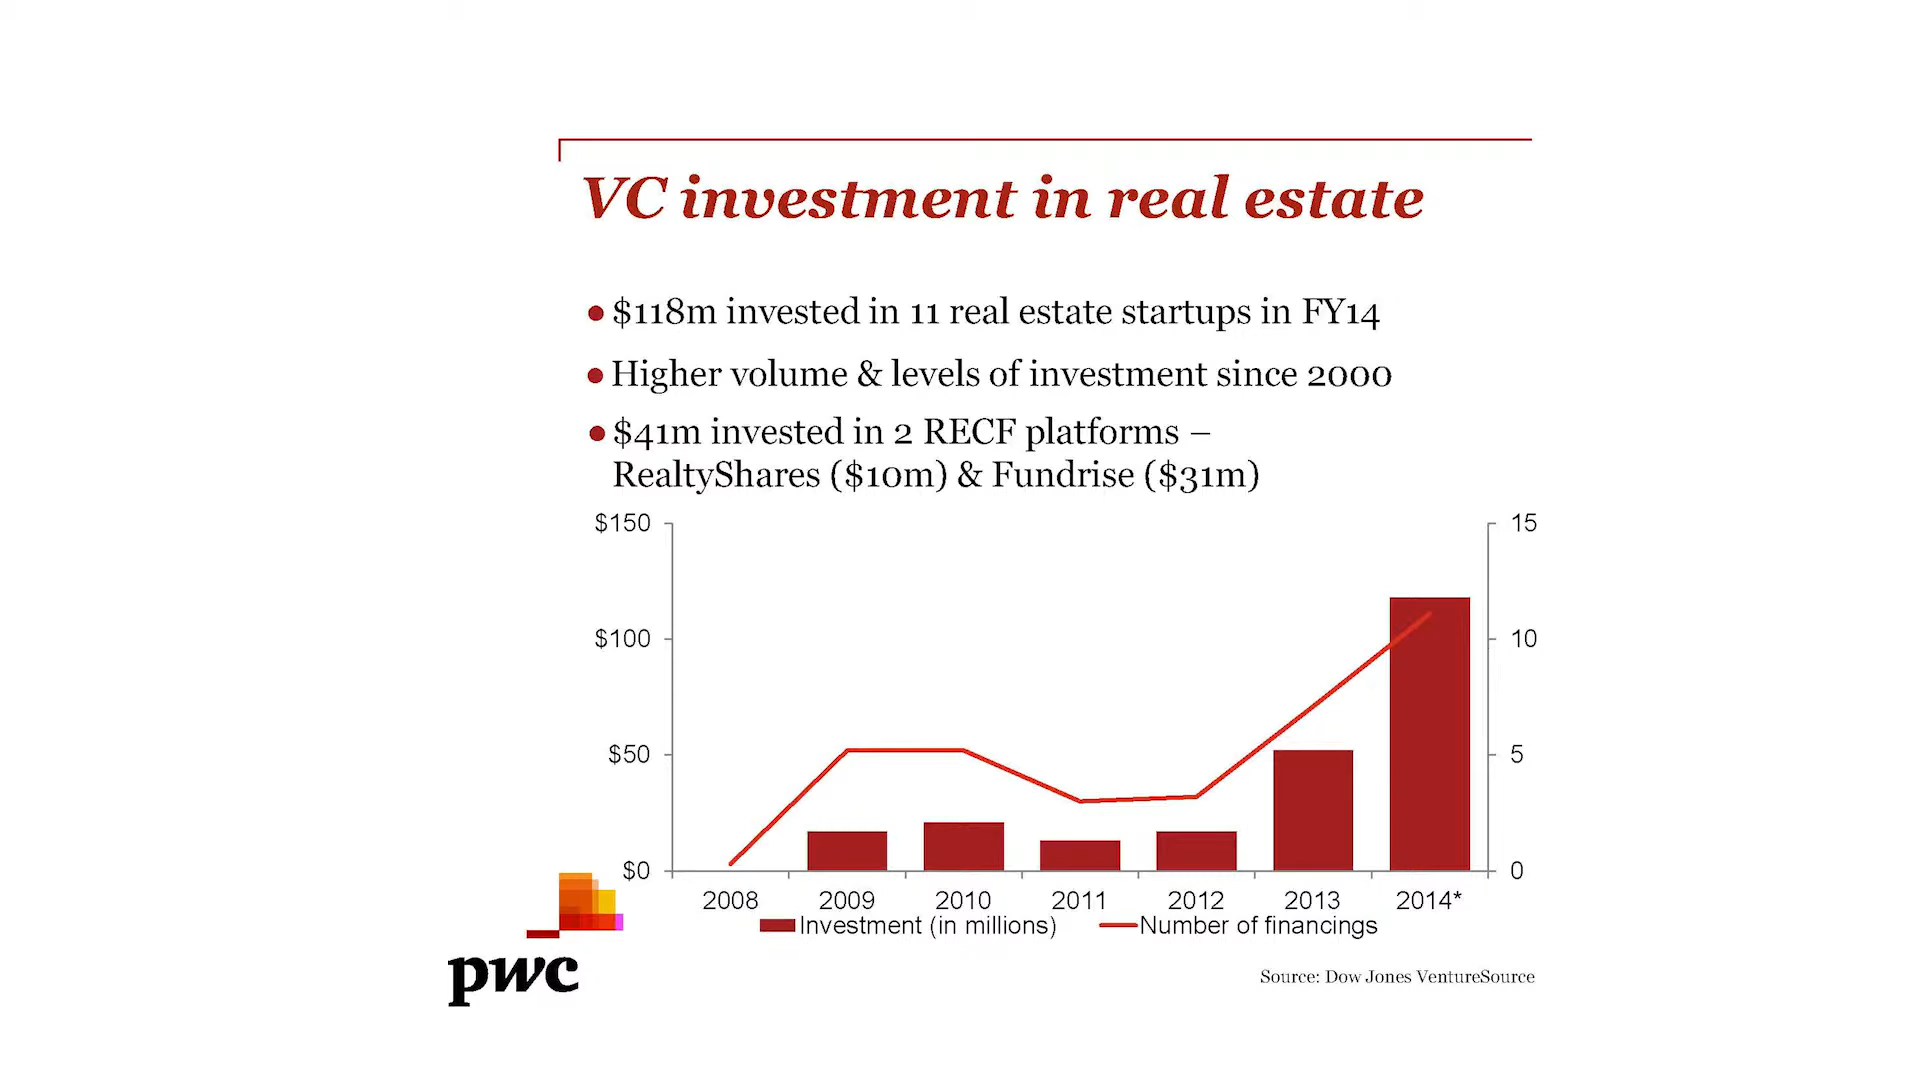 VC investment in real estate
● $118m invested in 11 real estate startups in FY14
● Higher volume & levels of investment since 2000
● $41m invested in 2 RECF platforms –
RealtyShares ($10m) & Fundrise ($31m)
$150 15
$100 10
$50 5
$0 0
2008 2009 2010 2011 2012 2013 2014*
Investment (in millions) Number of financings
pwc
Source: Dow Jones VentureSource